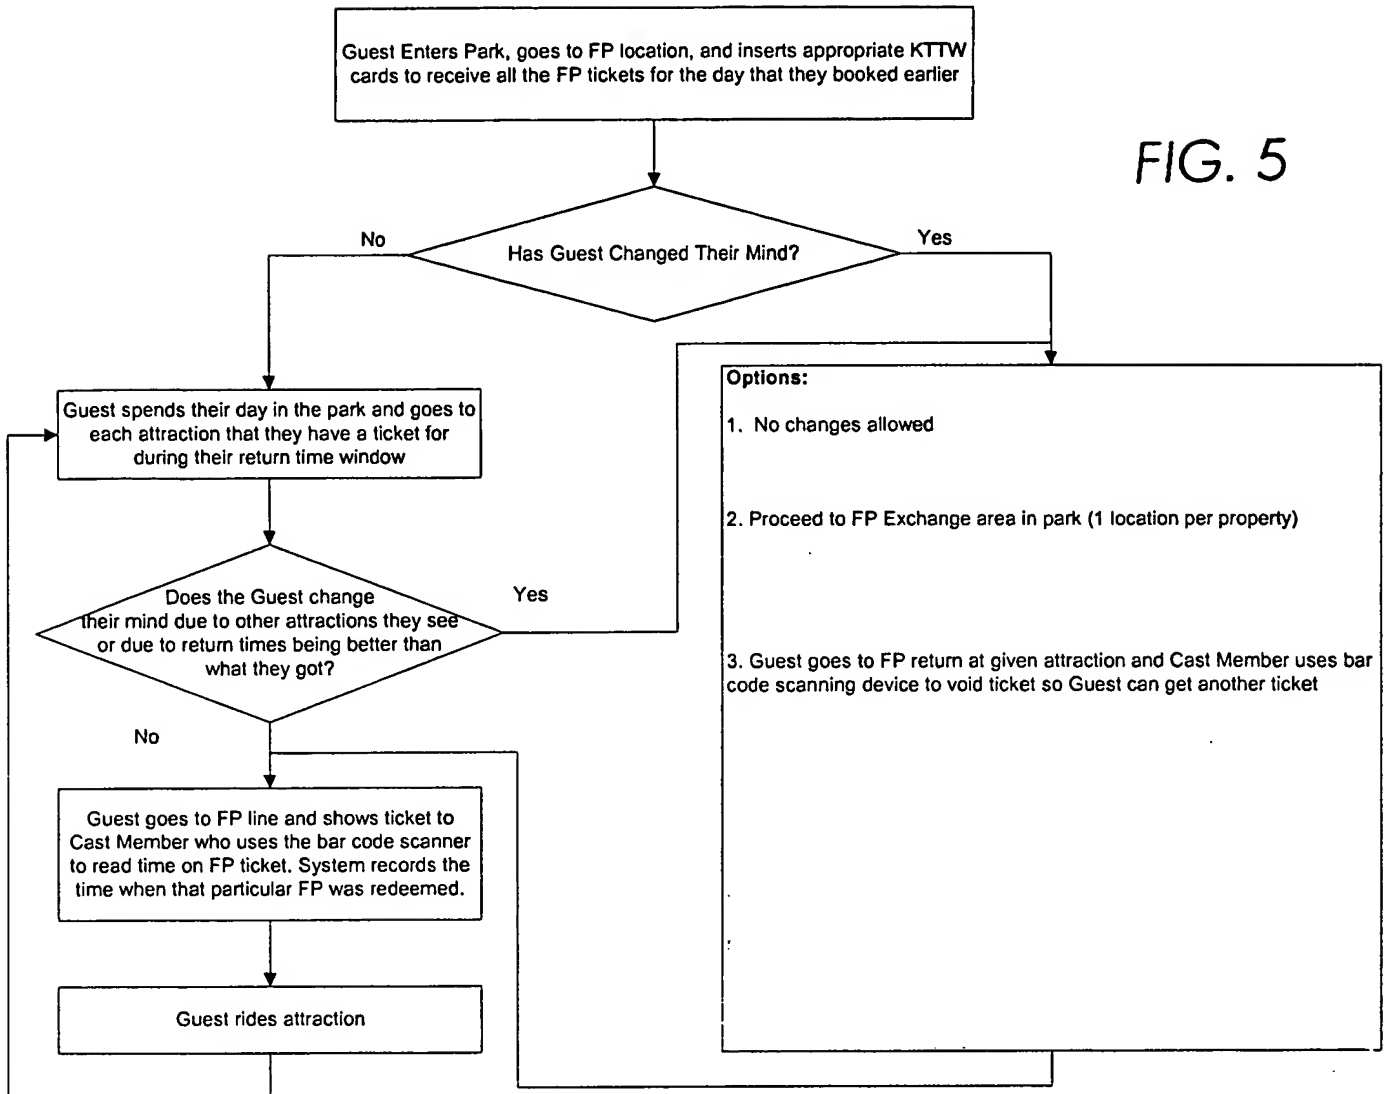 Guest Enters Park, goes to FP location, and inserts appropriate KTTW
cards to receive all the FP tickets for the day that they booked earlier
FIG. 5
No
Has Guest Changed Their Mind?
Yes
Guest spends their day in the park and goes to
each attraction that they have a ticket for
during their return time window
Options:
1. No changes allowed
2. Proceed to FP Exchange area in park (1 location per property)
3. Guest goes to FP return at given attraction and Cast Member uses bar
code scanning device to void ticket so Guest can get another ticket
Does the Guest change
their mind due to other attractions they see
or due to return times being better than
what they got?
Yes
No
Guest goes to FP line and shows ticket to
Cast Member who uses the bar code scanner
to read time on FP ticket. System records the
time when that particular FP was redeemed.
Guest rides attraction